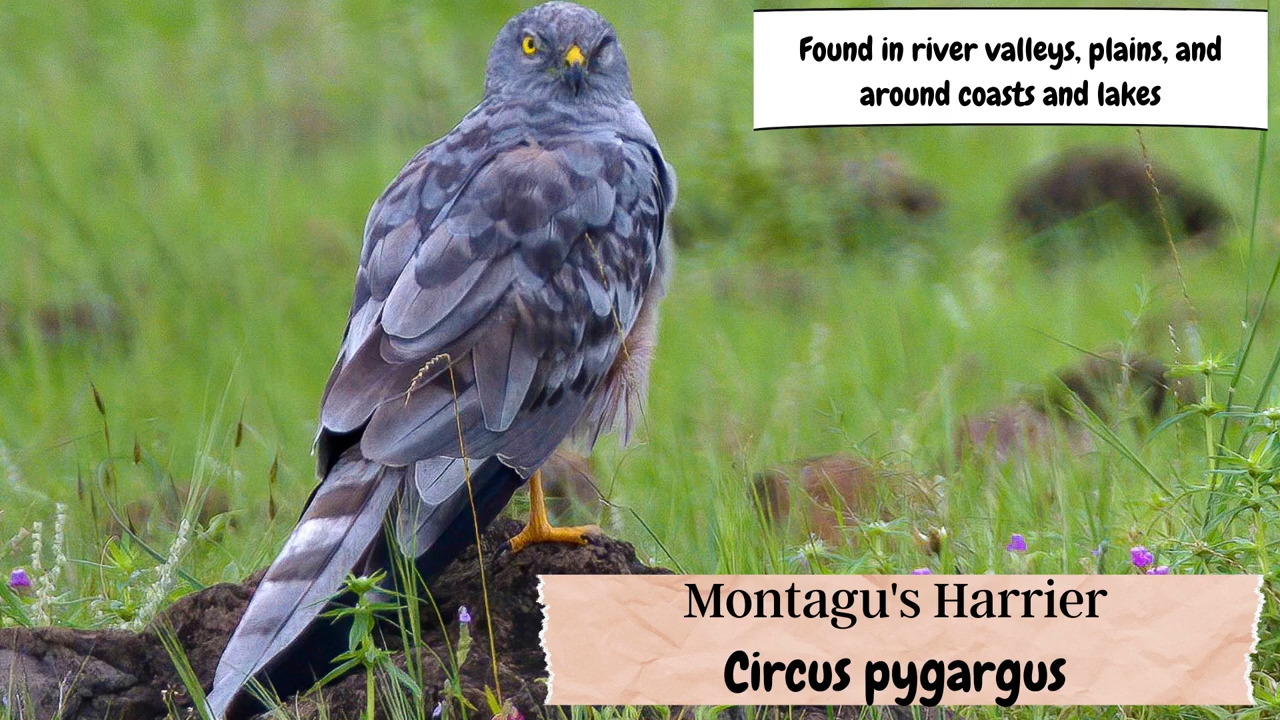 Found in river valleys, plains, and
around coasts and lakes
Montagu's Harrier
Circus pygargus